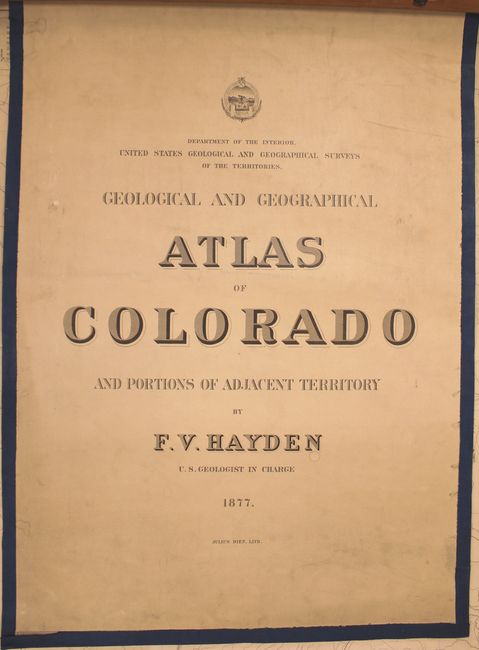 DEPARTMENT OF THE INTERIOR.
UNITED STATES GEOLOGICAL AND GEOGRAPHICAL SURVEYS
OF THE TERRITORIES.
GEOLOGICAL AND GEOGRAPHICAL
ATLAS
OF
COLORADO
AND PORTIONS OF ADJACENT TERRITORY
BY
F. V. HAYDEN
U. S. GEOLOGIST IN CHARGE
1877.
JULIUS BIEN, LITH.